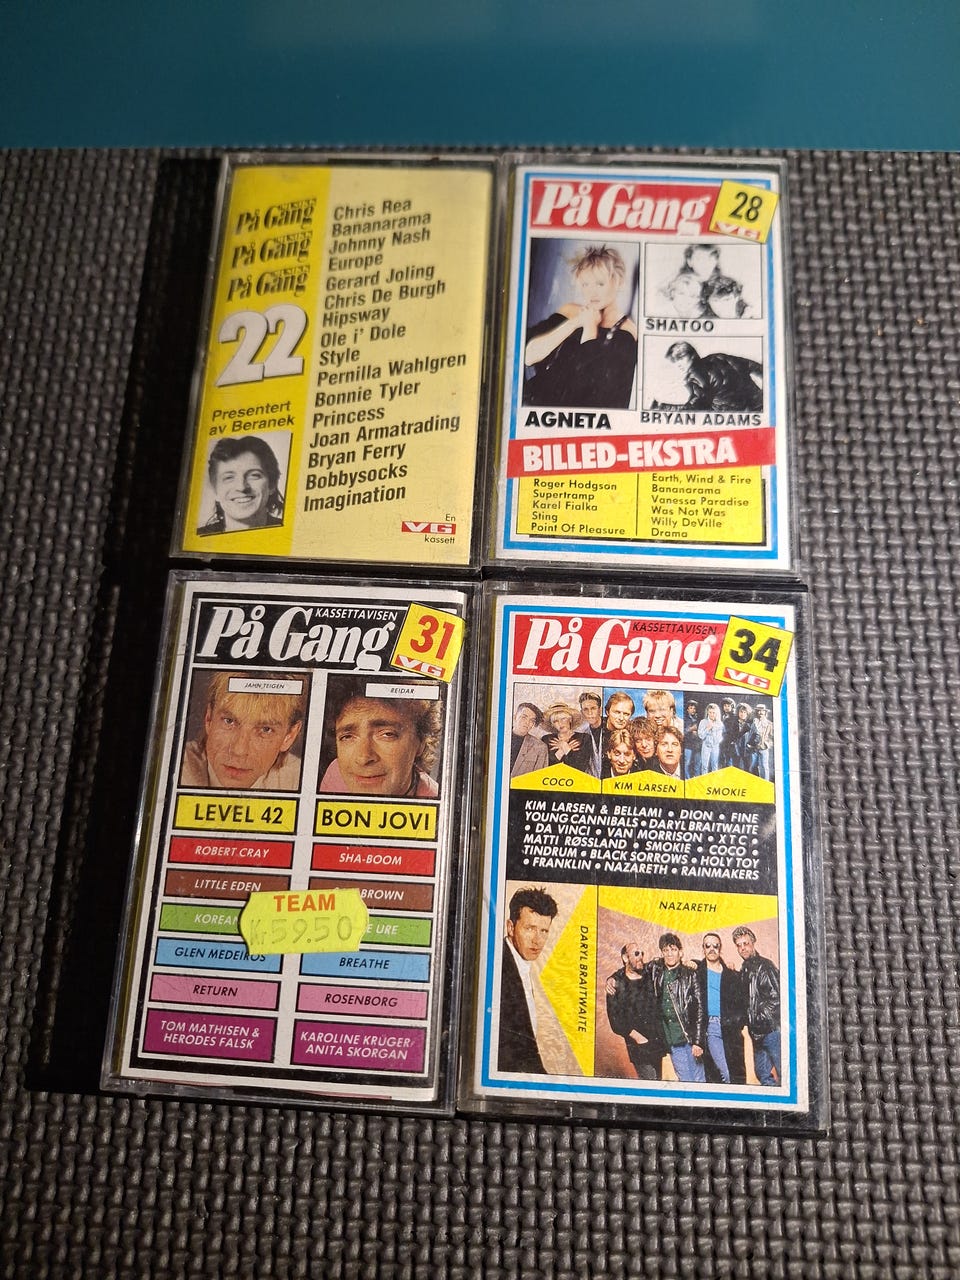 På Gang
På Gang
På Gang
22
Presentert
av Beranek
Chris Rea
Bananarama
Johnny Nash
Europe
Gerard Joling
Chris De Burgh
Hipsway
Ole i' Dole
Style
Pernilla Wahlgren
Bonnie Tyler
Princess
Joan Armatrading
Bryan Ferry
Bobbysocks
Imagination
En
VG
kassett
På Gang
28
VG
SHATOO
AGNETA
BRYAN ADAMS
BILLED-EKSTRA
Roger Hodgson
Supertramp
Karel Fialka
Sting
Point Of Pleasure
Earth, Wind & Fire
Bananarama
Vanessa Paradise
Was Not Was
Willy DeVille
Drama
KASSETTAVISEN
På Gang
31
VG
JAHN TEIGEN
REIDAR
LEVEL 42
BON JOVI
ROBERT CRAY
SHA-BOOM
LITTLE EDEN
BROWN
KOREAN
E URE
TEAM
Kr 59.50
GLEN MEDEIROS
BREATHE
RETURN
ROSENBORG
TOM MATHISEN &
HERODES FALSK
KAROLINE KRÜGER
ANITA SKORGAN
KASSETTAVISEN
På Gang
34
VG
COCO
KIM LARSEN
SMOKIE
KIM LARSEN & BELLAMI • DION • FINE
YOUNG CANNIBALS • DARYL BRAITWAITE
• DA VINCI • VAN MORRISON • XTC •
MATTI RØSSLAND • SMOKIE • COCO •
TINDRUM • BLACK SORROWS • HOLY TOY
• FRANKLIN • NAZARETH • RAINMAKERS
NAZARETH
DARYL BRAITWAITE